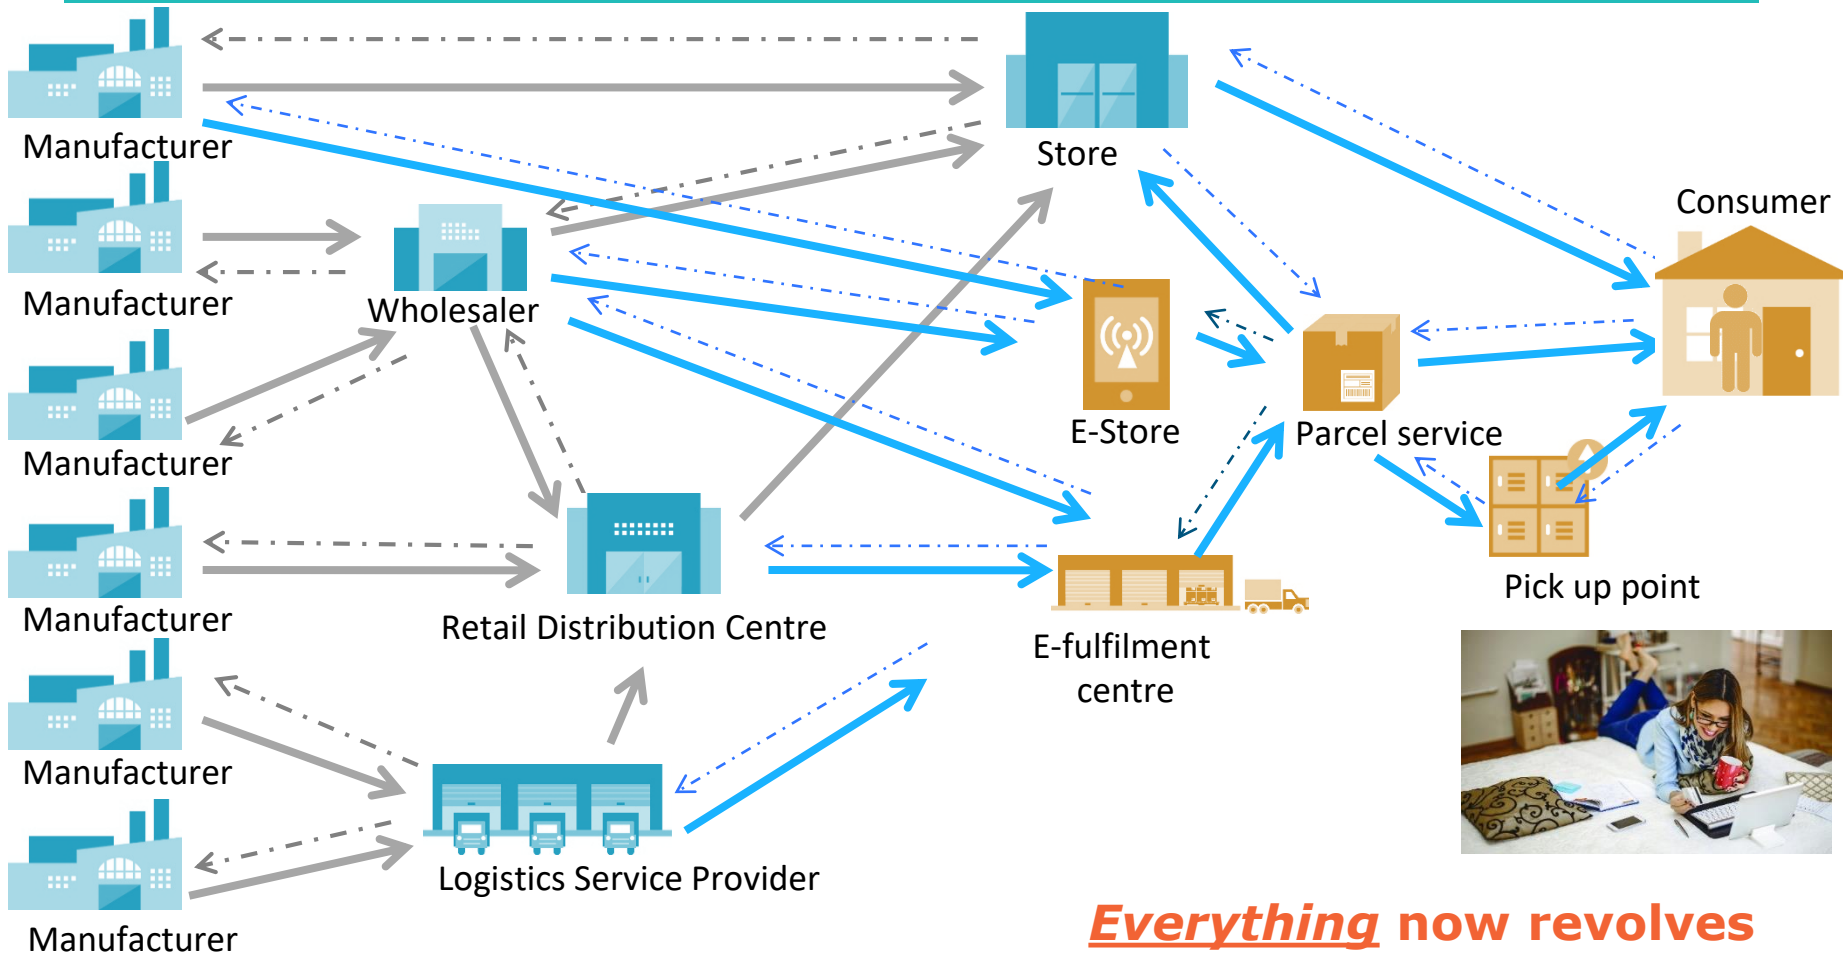 Manufacturer
Store
Consumer
Manufacturer
Wholesaler
E-Store
Parcel service
Manufacturer
Pick up point
Manufacturer
Retail Distribution Centre
E-fulfilment
centre
Manufacturer
Logistics Service Provider
Manufacturer
Everything now revolves